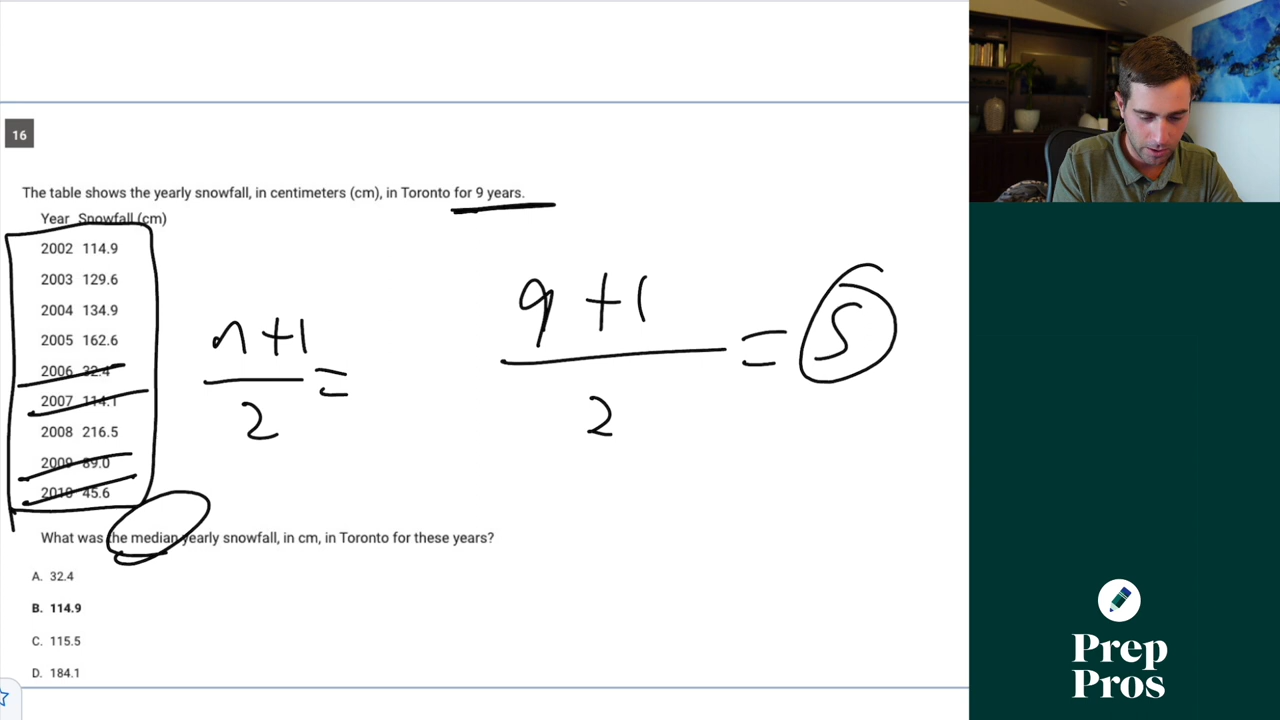 16
The table shows the yearly snowfall, in centimeters (cm), in Toronto for 9 years.
Year Snowfall (cm)
2002 114.9
2003 129.6
2004 134.9
2005 162.6
2006 32.4
2007 114.1
2008 216.5
2009 89.0
2010 45.6
n+1
2
=
9+1
2
= 5
What was the median yearly snowfall, in cm, in Toronto for these years?
A. 32.4
B. 114.9
C. 115.5
D. 184.1
Prep
Pros